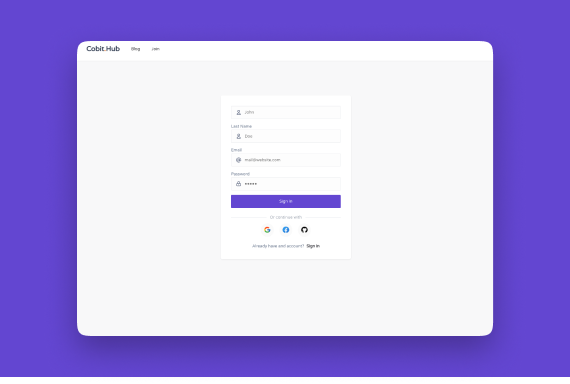 Cobit.Hub Blog Join
John
Last Name
Doe
Email
mail@website.com
Password
•••••
Sign in
Or continue with
Already have and account? Sign in